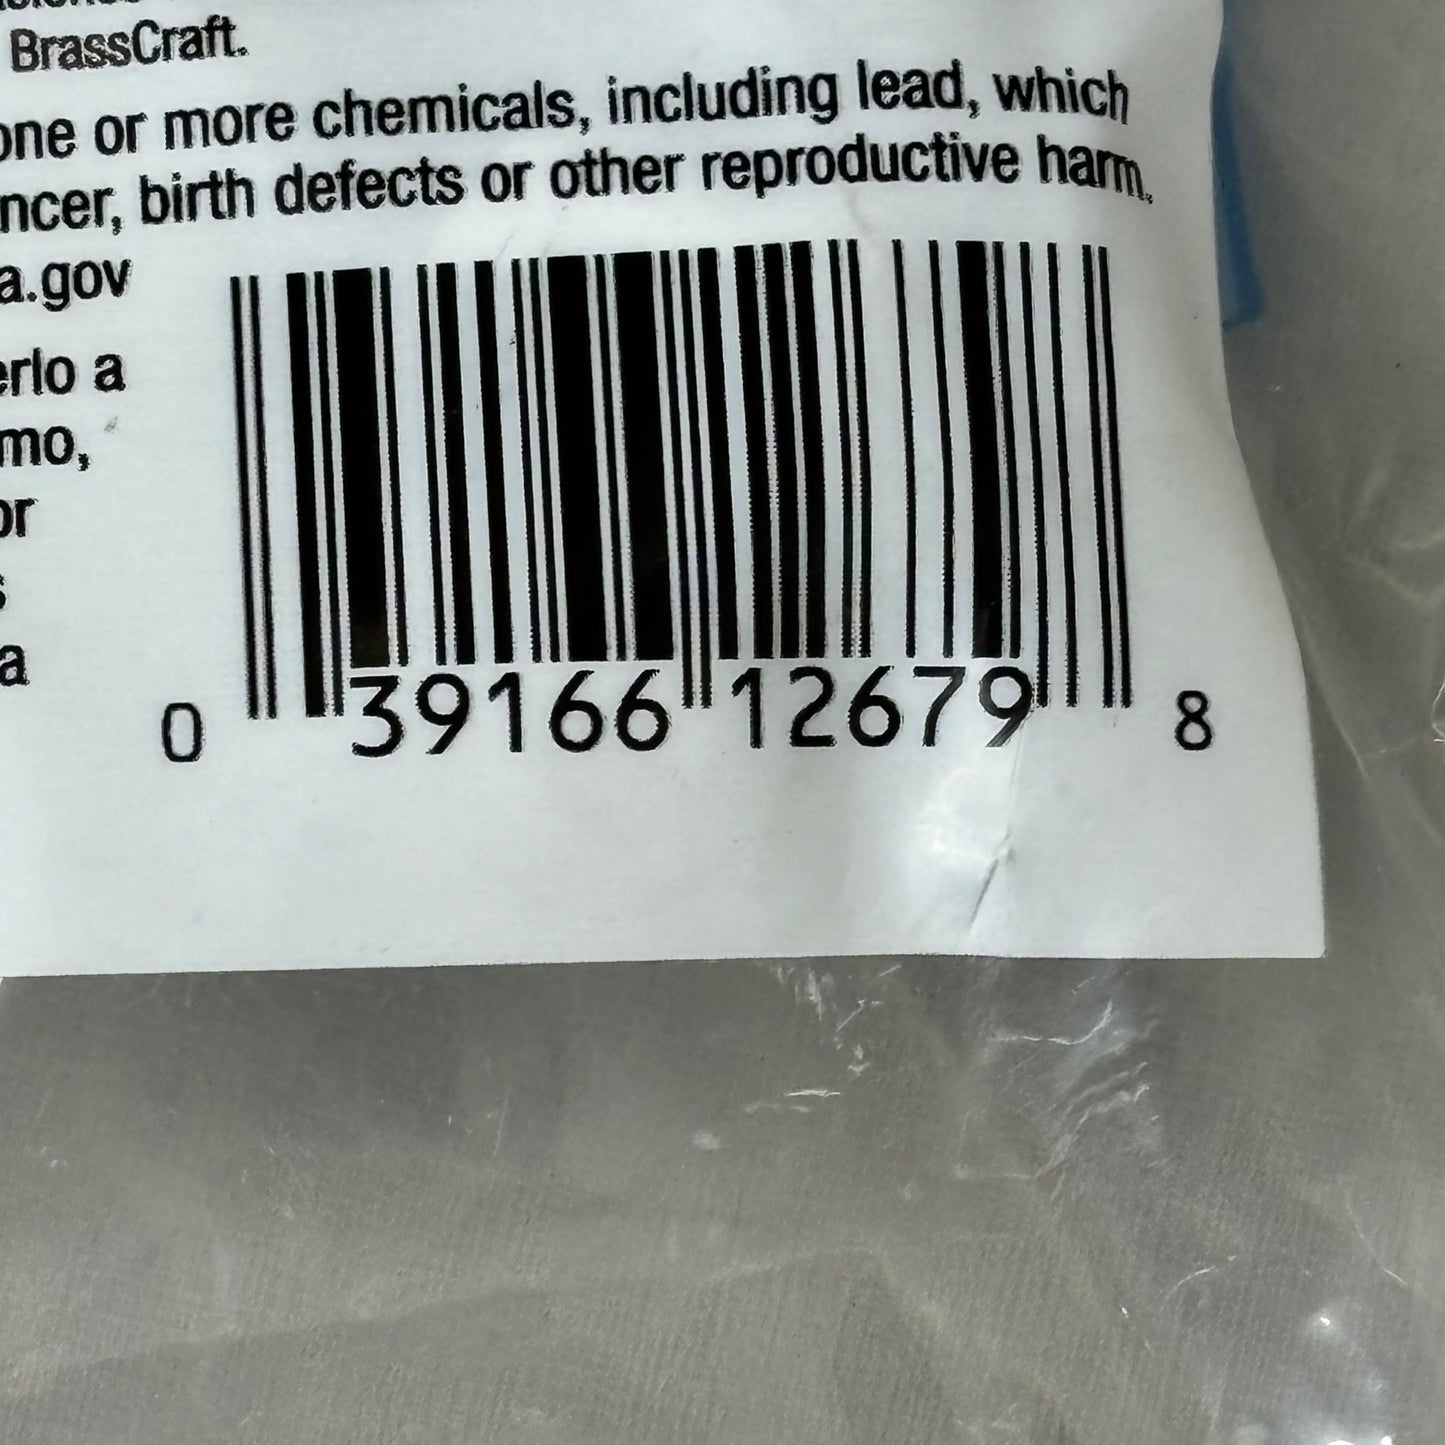 BrassCraft.
one or more chemicals, including lead, which
birth defects or other reproductive harm.
a.gov
erlo a
mo,
or
s
a
0 39166 12679 8